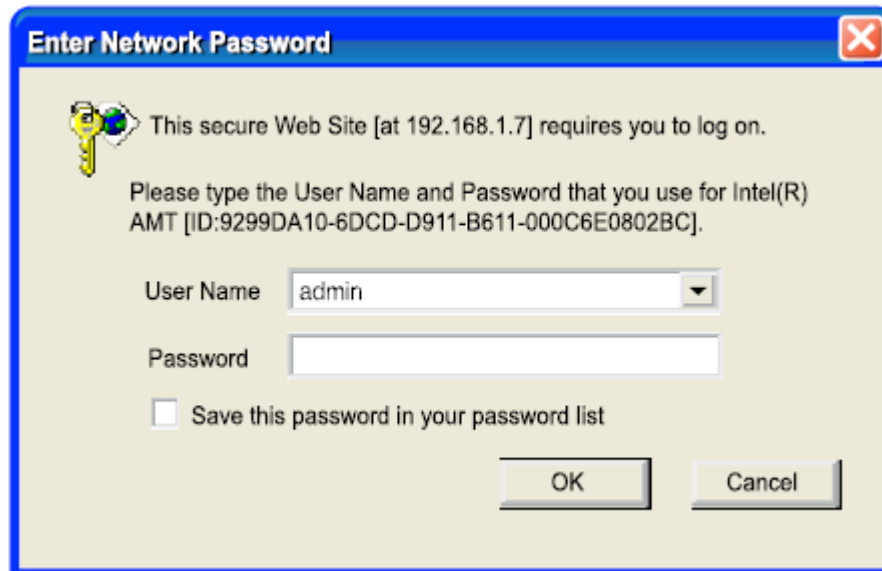 Enter Network Password
This secure Web Site [at 192.168.1.7] requires you to log on.
Please type the User Name and Password that you use for Intel(R)
AMT [ID:9299DA10-6DCD-D911-B611-000C6E0802BC].
User Name
admin
Password
Save this password in your password list
OK
Cancel